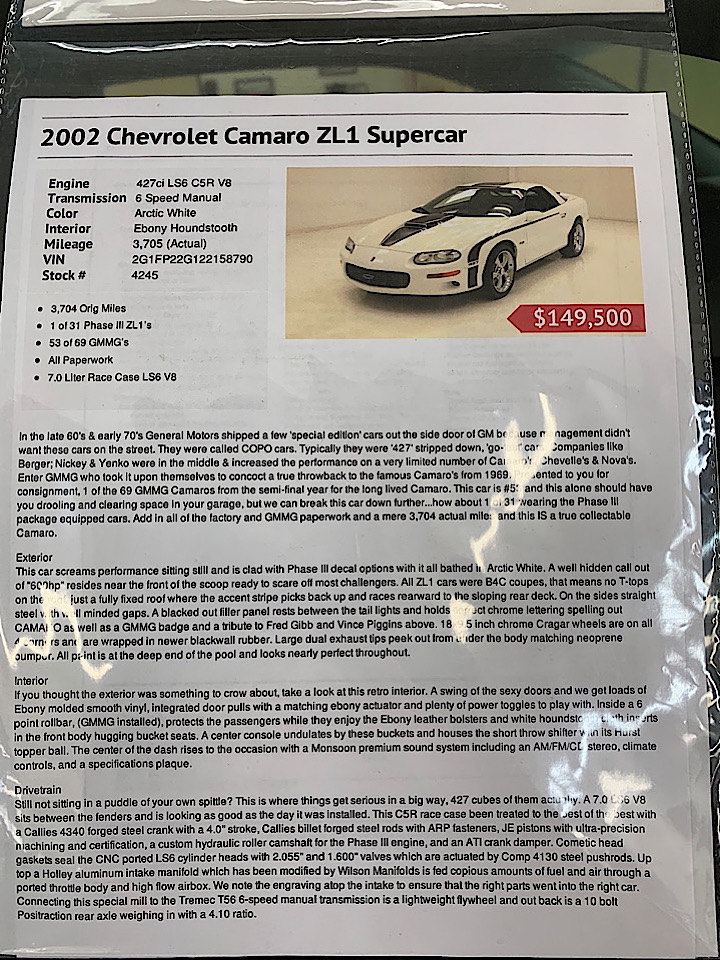 2002 Chevrolet Camaro ZL1 Supercar
Engine 427ci LS6 C5R V8
Transmission 6 Speed Manual
Color Arctic White
Interior Ebony Houndstooth
Mileage 3,705 (Actual)
VIN 2G1FP22G122158790
Stock # 4245
$149,500
• 3,704 Orig Miles
• 1 of 31 Phase III ZL1's
• 53 of 69 GMMG's
• All Paperwork
• 7.0 Liter Race Case LS6 V8
In the late 60's & early 70's General Motors shipped a few 'special edition' cars out the side door of GM because management didn't
want these cars on the street. They were called COPO cars. Typically they were '427' stripped down, Companies like
Berger, Nickey & Yenko were in the middle & increased the performance on a very limited number of Chevelle's & Nova's.
Enter GMMG who took it upon themselves to concoct a true throwback to the famous Camaro's from 1969. to you for
consignment, 1 of the 69 GMMG Camaros from the semi-final year for the long lived Camaro. This car is and this alone should have
you drooling and clearing space in your garage, but we can break this car down further...how about 1 of 31 wearing the Phase III
package equipped cars. Add in all of the factory and GMMG paperwork and a mere 3,704 actual miles and this IS a true collectable
Camaro.
Exterior
This car screams performance sitting still and is clad with Phase III decal options with it all bathed in Arctic White. A well hidden call out
of "600hp" resides near the front of the scoop ready to scare off most challengers. All ZL1 cars were B4C coupes, that means no T-tops
on the just a fully fixed roof where the accent stripe picks back up and races rearward to the sloping rear deck. On the sides straight
steel with well minded gaps. A blacked out filler panel rests between the tail lights and holds chrome lettering spelling out
CAMARO as well as a GMMG badge and a tribute to Fred Gibb and Vince Piggins above. 18 inch chrome Cragar wheels are on all
4 corners and are wrapped in newer blackwall rubber. Large dual exhaust tips peek out from under the body matching neoprene
bumper. All paint is at the deep end of the pool and looks nearly perfect throughout.
Interior
If you thought the exterior was something to crow about, take a look at this retro interior. A swing of the sexy doors and we get loads of
Ebony molded smooth vinyl, integrated door pulls with a matching ebony actuator and plenty of power toggles to play with. Inside a 6
point rollbar, (GMMG installed), protects the passengers while they enjoy the Ebony leather bolsters and white houndstooth inserts
in the front body hugging bucket seats. A center console undulates by these buckets and houses the short throw shifter with its Hurst
topper ball. The center of the dash rises to the occasion with a Monsoon premium sound system including an AM/FM/CD stereo, climate
controls, and a specifications plaque.
Drivetrain
Still not sitting in a puddle of your own spittle? This is where things get serious in a big way, 427 cubes of them actually. A 7.0 LS6 V8
sits between the fenders and is looking as good as the day it was installed. This C5R race case been treated to the best of the best with
a Callies 4340 forged steel crank with a 4.0" stroke, Callies billet forged steel rods with ARP fasteners, JE pistons with ultra-precision
machining and certification, a custom hydraulic roller camshaft for the Phase III engine, and an ATI crank damper. Cometic head
gaskets seal the CNC ported LS6 cylinder heads with 2.055" and 1.600" valves which are actuated by Comp 4130 steel pushrods. Up
top a Holley aluminum intake manifold which has been modified by Wilson Manifolds is fed copious amounts of fuel and air through a
ported throttle body and high flow airbox. We note the engraving atop the intake to ensure that the right parts went into the right car.
Connecting this special mill to the Tremec T56 6-speed manual transmission is a lightweight flywheel and out back is a 10 bolt
Positraction rear axle weighing in with a 4.10 ratio.